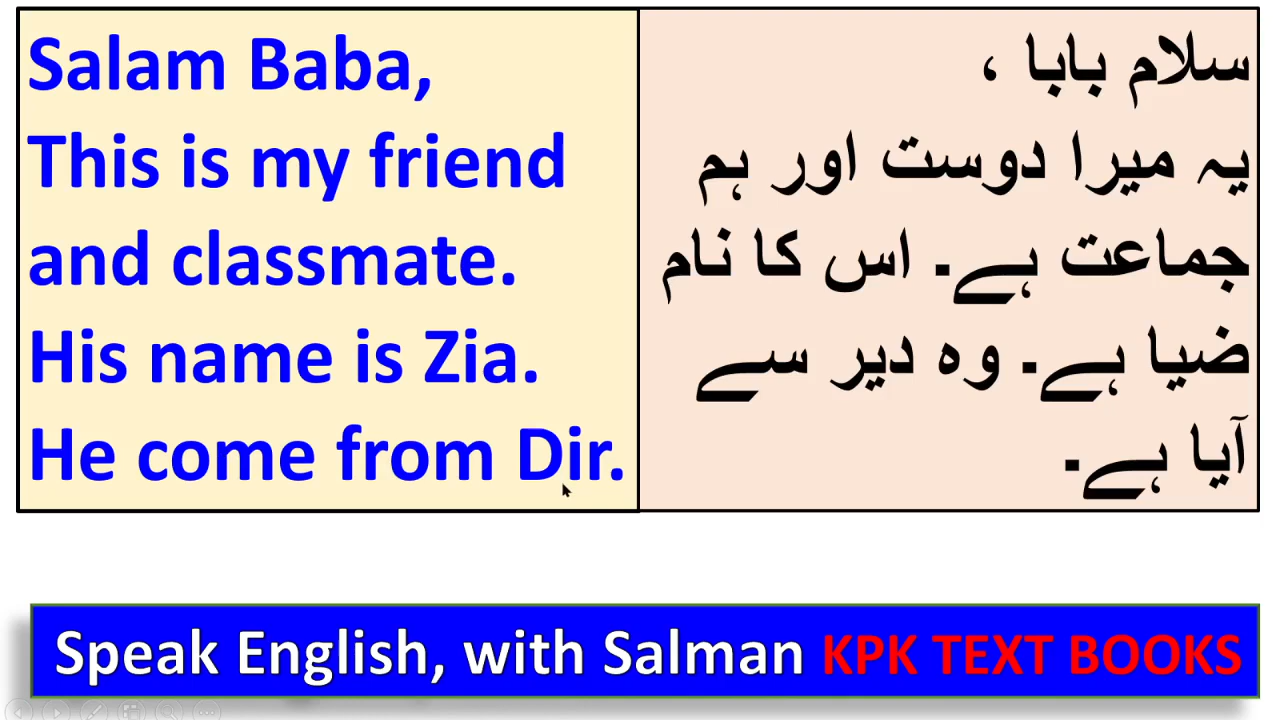 Salam Baba,
This is my friend
and classmate.
His name is Zia.
He come from Dir.
سلام بابا ،
یہ میرا دوست اور ہم
جماعت ہے۔ اس کا نام
ضیا ہے۔ وہ دیر سے
آیا ہے۔
Speak English, with Salman KPK TEXT BOOKS